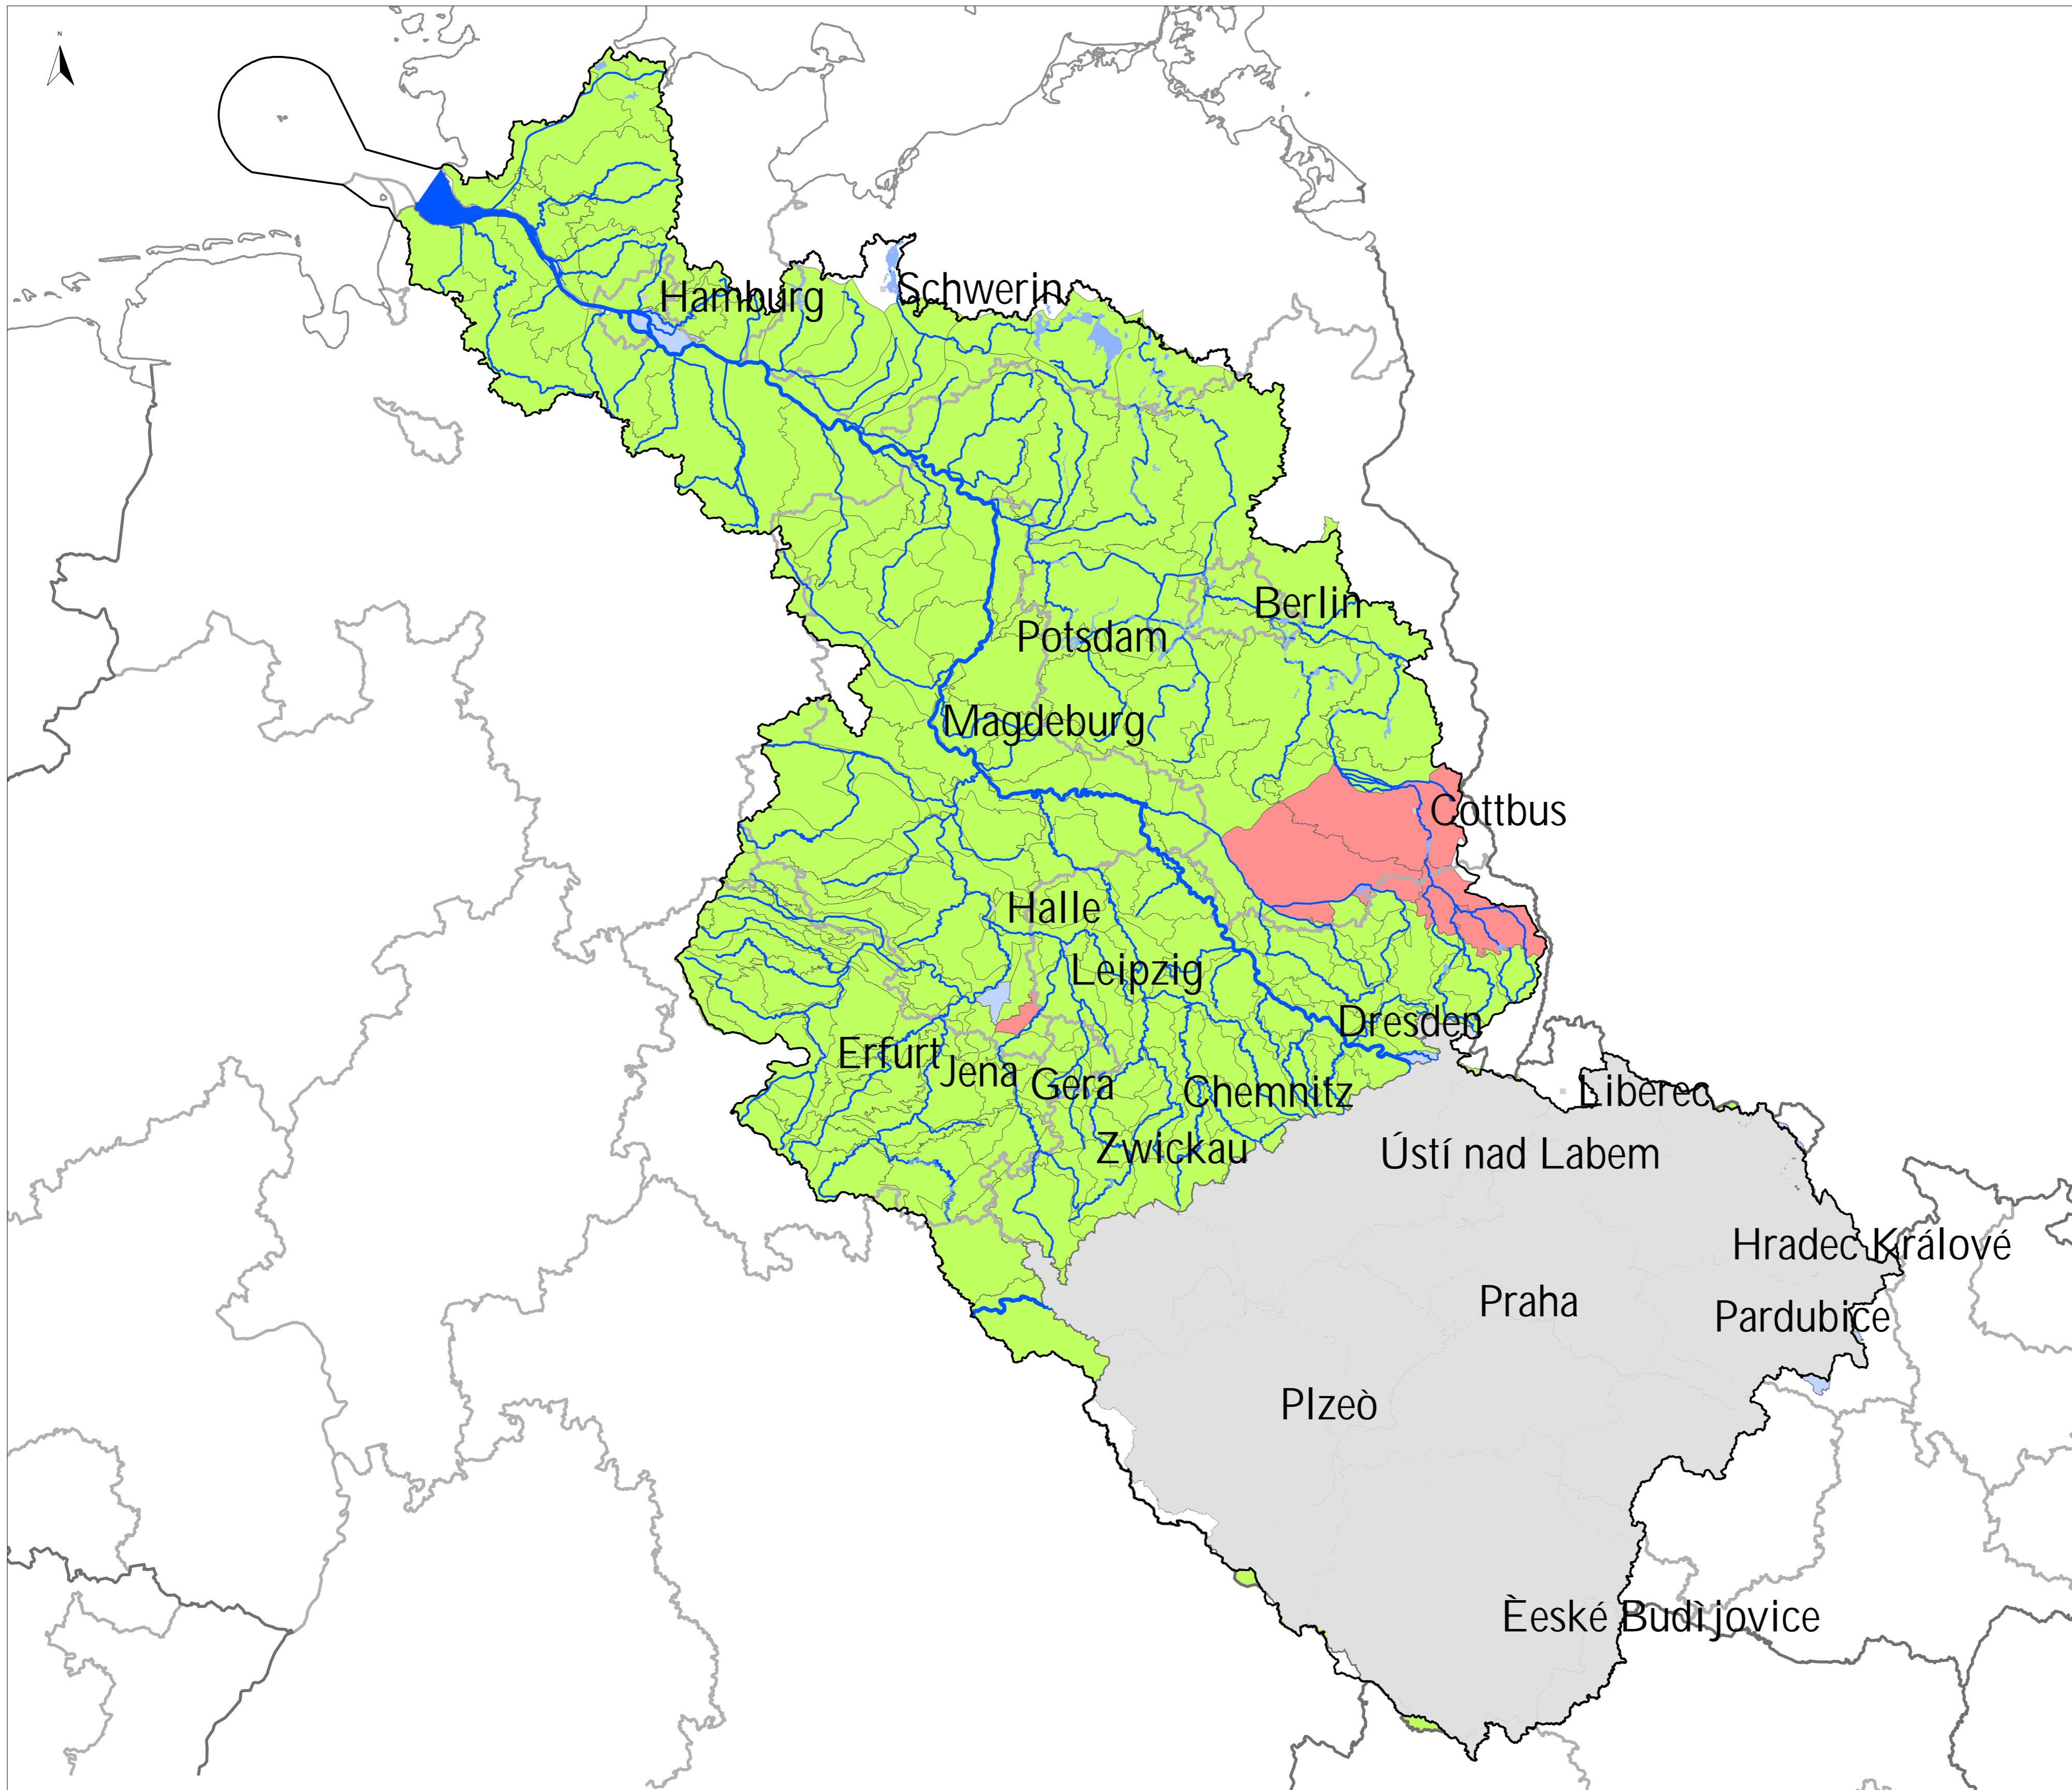 N
Hamburg
Schwerin
Berlin
Potsdam
Magdeburg
Cottbus
Halle
Leipzig
Dresden
Erfurt
Jena
Gera
Chemnitz
Liberec
Zwickau
Ústí nad Labem
Hradec Králové
Praha
Pardubice
Plzeò
Èeské Budìjovice